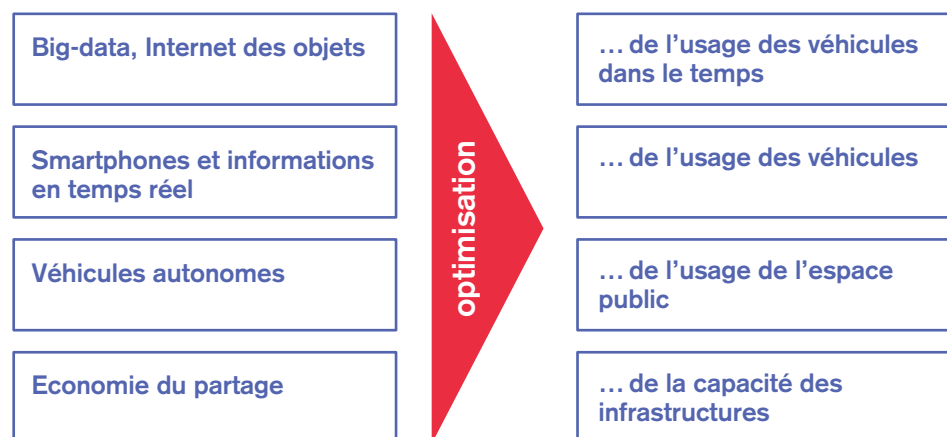 Big-data, Internet des objets
Smartphones et informations
en temps réel
Véhicules autonomes
Economie du partage
optimisation
… de l’usage des véhicules
dans le temps
… de l’usage des véhicules
… de l’usage de l’espace
public
… de la capacité des
infrastructures